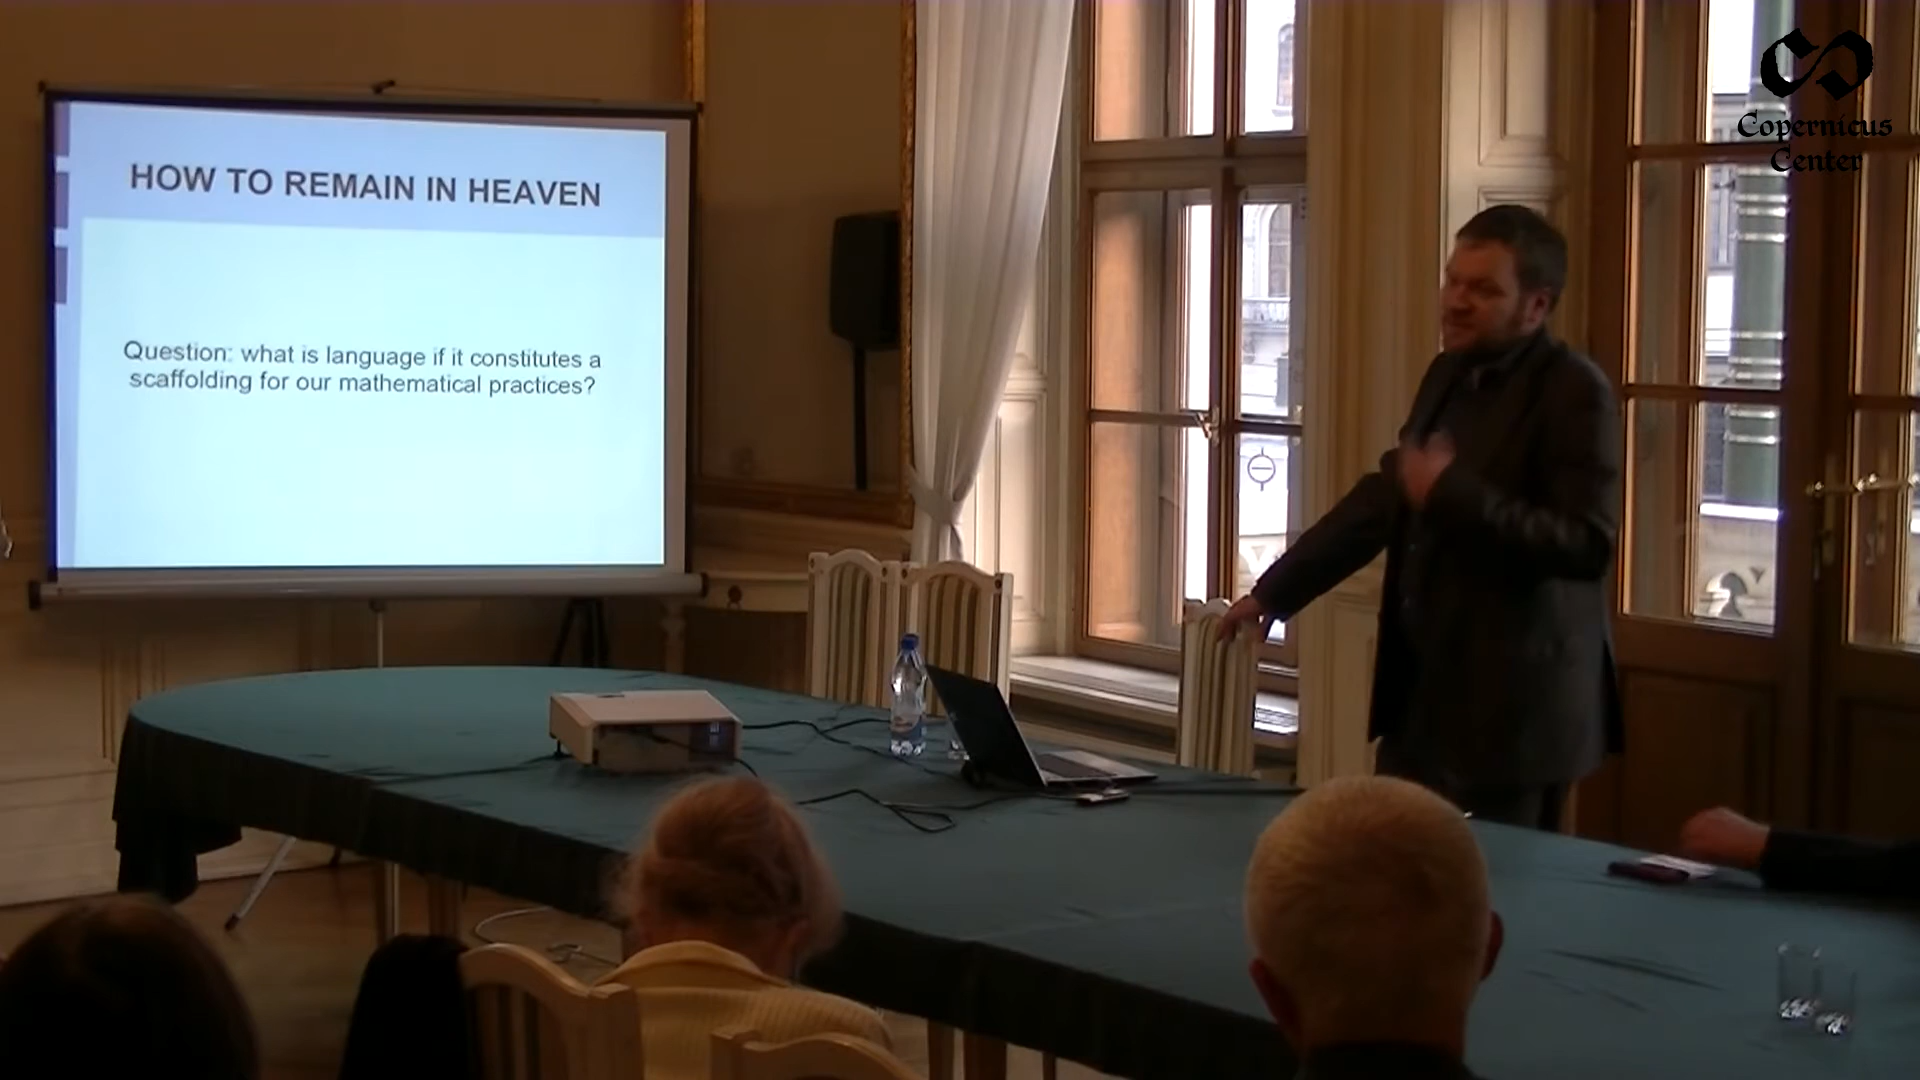 HOW TO REMAIN IN HEAVEN
Question: what is language if it constitutes a
scaffolding for our mathematical practices?
Copernicus
Center